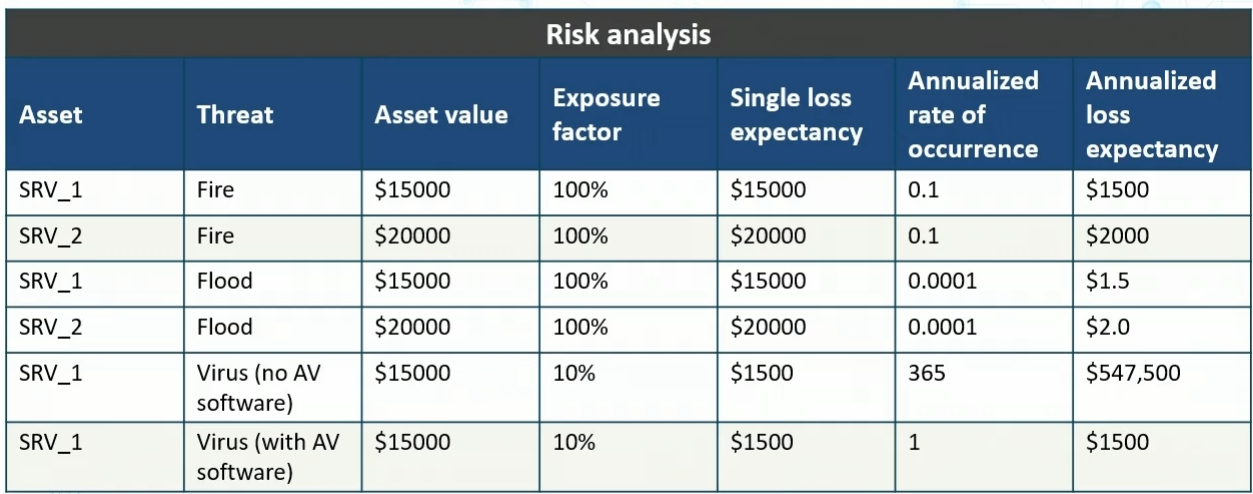 Risk analysis
Asset Threat Asset value Exposure factor Single loss expectancy Annualized rate of occurrence Annualized loss expectancy
SRV_1 Fire $15000 100% $15000 0.1 $1500
SRV_2 Fire $20000 100% $20000 0.1 $2000
SRV_1 Flood $15000 100% $15000 0.0001 $1.5
SRV_2 Flood $20000 100% $20000 0.0001 $2.0
SRV_1 Virus (no AV software) $15000 10% $1500 365 $547,500
SRV_1 Virus (with AV software) $15000 10% $1500 1 $1500